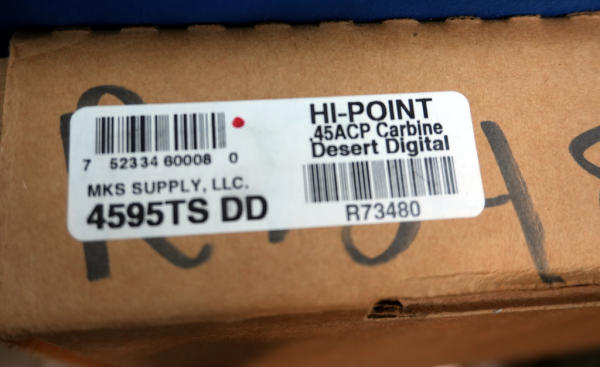 HI-POINT
.45ACP Carbine
Desert Digital
7 52334 60008 0
MKS SUPPLY, LLC.
4595TS DD
R73480